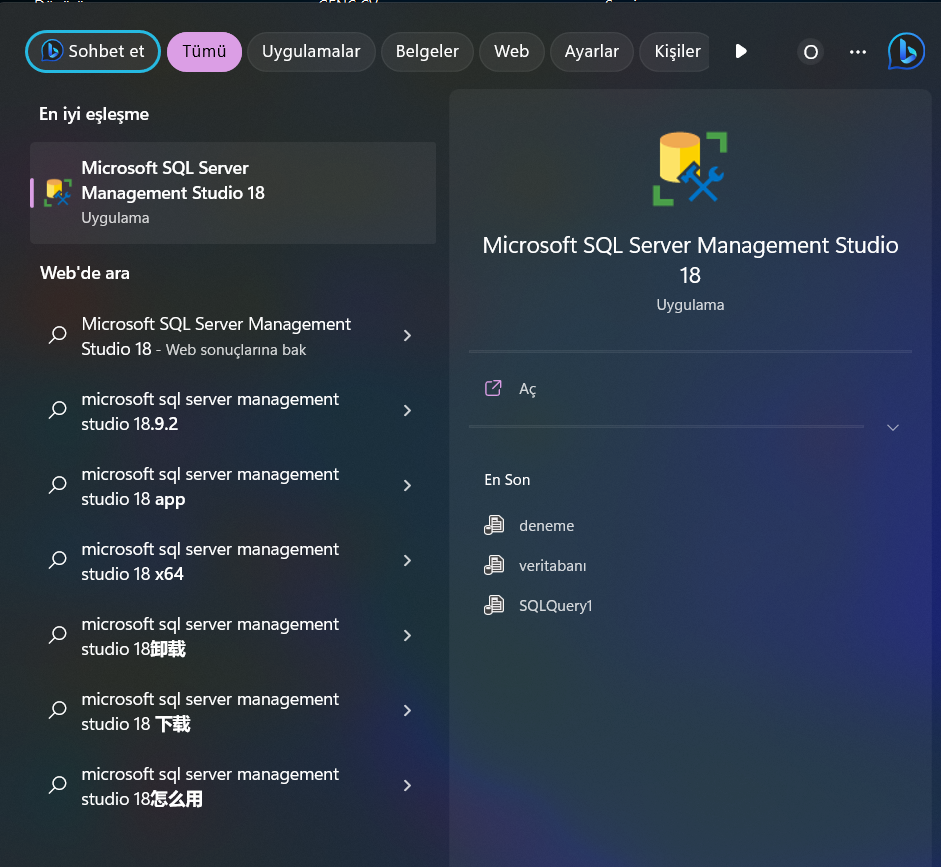 Sohbet et
Tümü
Uygulamalar
Belgeler
Web
Ayarlar
Kişiler
O
En iyi eşleşme
Microsoft SQL Server
Management Studio 18
Uygulama
Web'de ara
Microsoft SQL Server Management
Studio 18 - Web sonuçlarına bak
microsoft sql server management
studio 18.9.2
microsoft sql server management
studio 18 app
microsoft sql server management
studio 18 x64
microsoft sql server management
studio 18卸载
microsoft sql server management
studio 18 下载
microsoft sql server management
studio 18怎么用
Microsoft SQL Server Management Studio
18
Uygulama
Aç
En Son
deneme
veritabanı
SQLQuery1